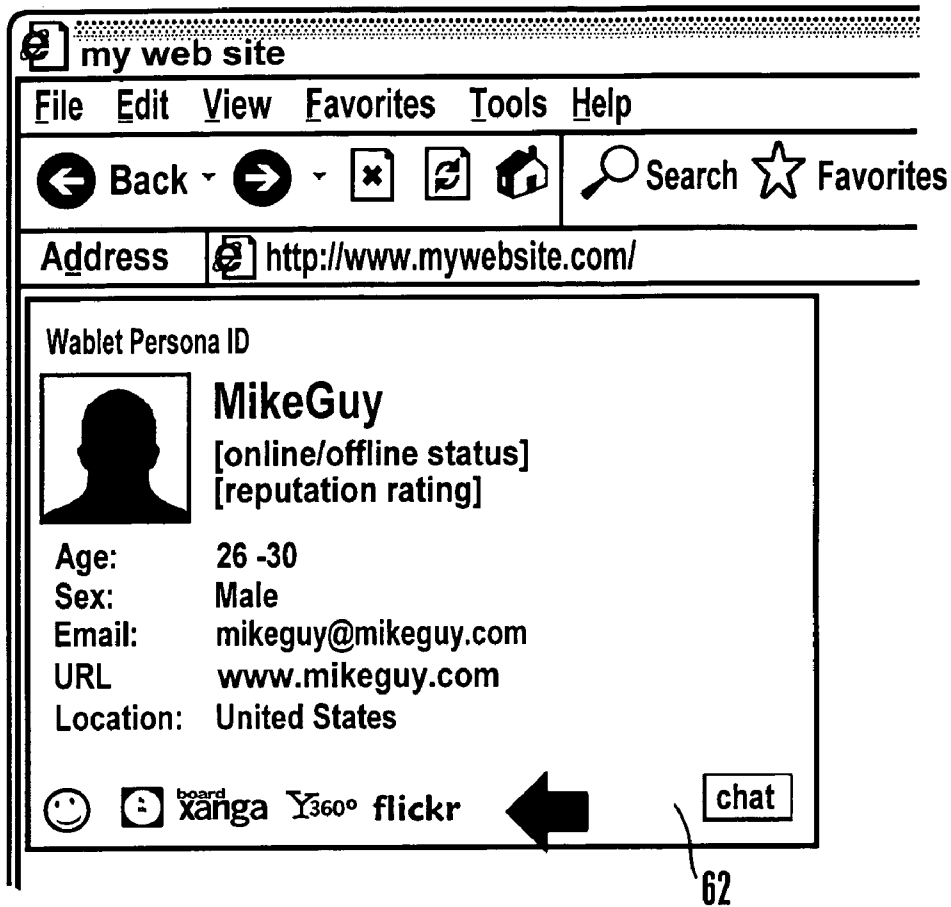 my web site
File Edit View Favorites Tools Help
Back Search Favorites
Address http://www.mywebsite.com/
Wablet Persona ID
MikeGuy
[online/offline status]
[reputation rating]
Age: 26 -30
Sex: Male
Email: mikeguy@mikeguy.com
URL www.mikeguy.com
Location: United States
board
xanga Y360° flickr chat
62